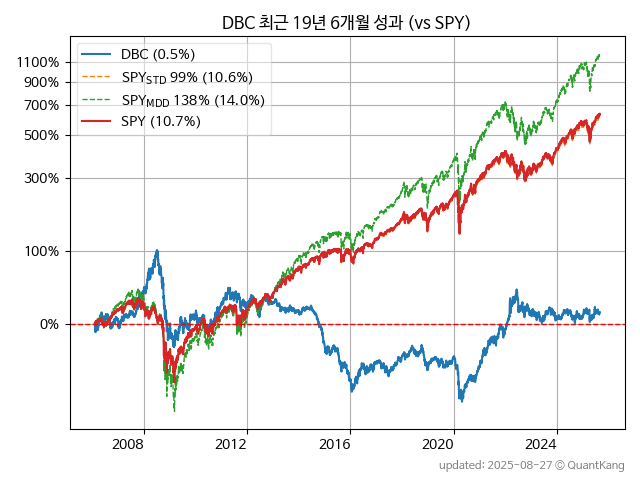 DBC 최근 19년 6개월 성과 (vs SPY)
DBC (0.5%)
SPY_STD 99% (10.6%)
SPY_MDD 138% (14.0%)
SPY (10.7%)
1100%
900%
700%
500%
300%
100%
0%
2008 2012 2016 2020 2024
updated: 2025-08-27 © QuantKang